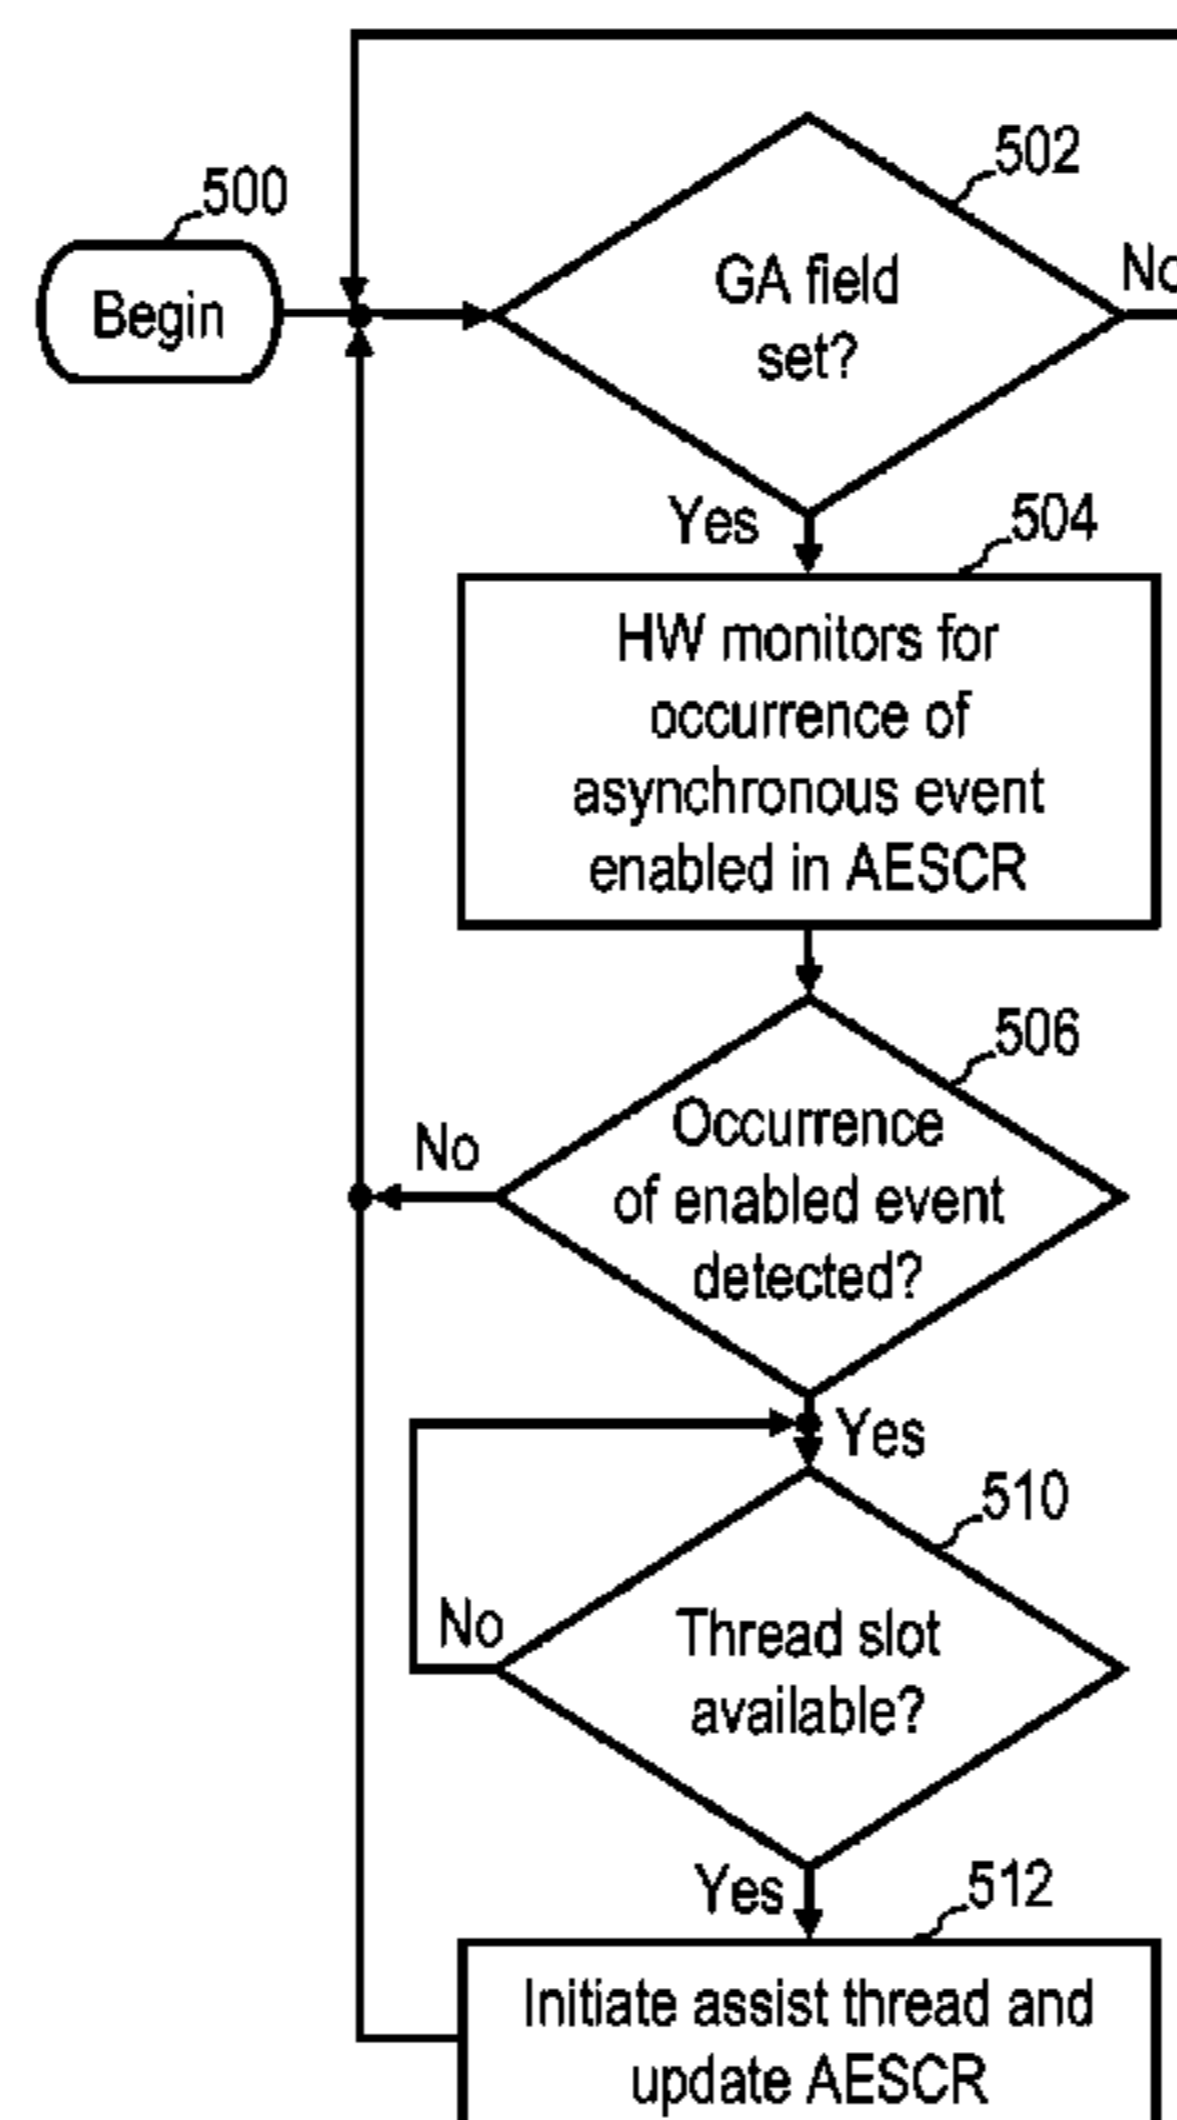 500
Begin
502
GA field
set?
No
Yes
504
HW monitors for
occurrence of
asynchronous event
enabled in AESCR
506
Occurrence
of enabled event
detected?
No
Yes
510
Thread slot
available?
No
Yes
512
Initiate assist thread and
update AESCR